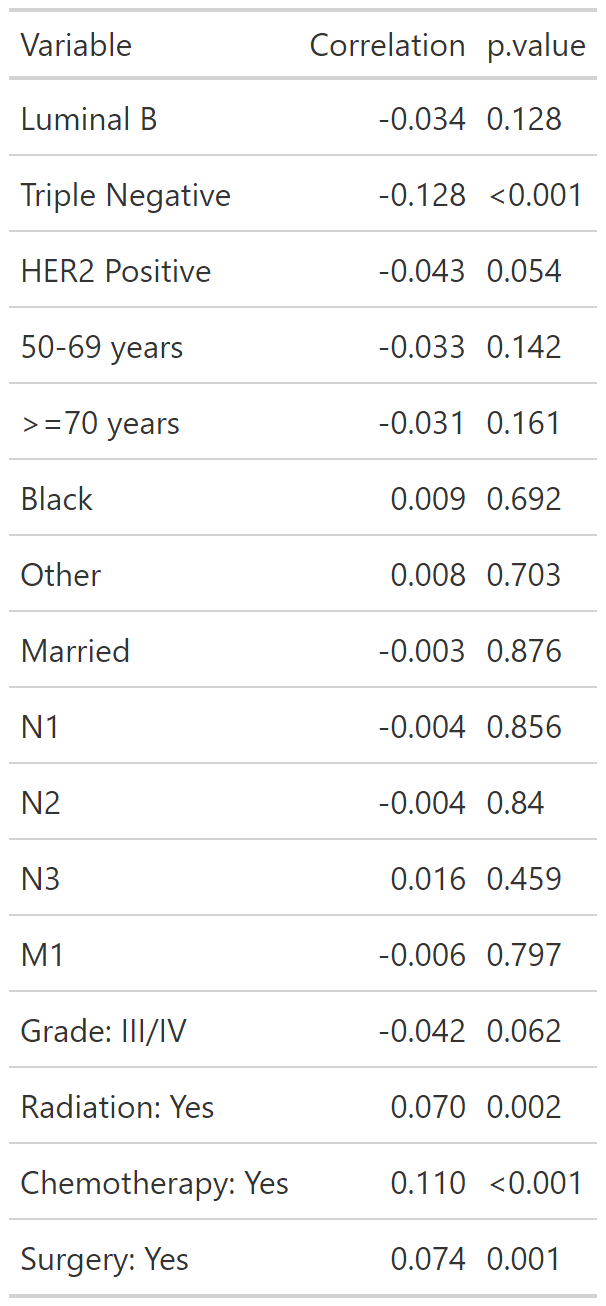 Variable Correlation p.value
Luminal B -0.034 0.128
Triple Negative -0.128 <0.001
HER2 Positive -0.043 0.054
50-69 years -0.033 0.142
>=70 years -0.031 0.161
Black 0.009 0.692
Other 0.008 0.703
Married -0.003 0.876
N1 -0.004 0.856
N2 -0.004 0.84
N3 0.016 0.459
M1 -0.006 0.797
Grade: III/IV -0.042 0.062
Radiation: Yes 0.070 0.002
Chemotherapy: Yes 0.110 <0.001
Surgery: Yes 0.074 0.001